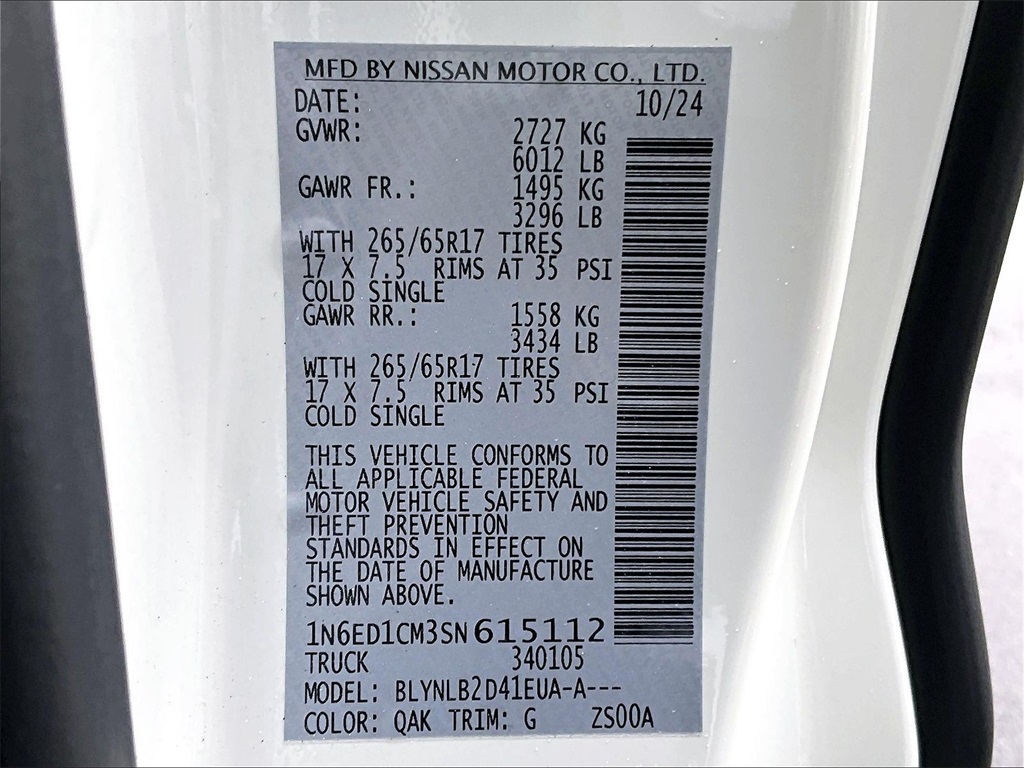 MFD BY NISSAN MOTOR CO., LTD.
DATE: 10/24
GVWR: 2727 KG
6012 LB
GAWR FR.: 1495 KG
3296 LB
WITH 265/65R17 TIRES
17 X 7.5 RIMS AT 35 PSI
COLD SINGLE
GAWR RR.: 1558 KG
3434 LB
WITH 265/65R17 TIRES
17 X 7.5 RIMS AT 35 PSI
COLD SINGLE
THIS VEHICLE CONFORMS TO
ALL APPLICABLE FEDERAL
MOTOR VEHICLE SAFETY AND
THEFT PREVENTION
STANDARDS IN EFFECT ON
THE DATE OF MANUFACTURE
SHOWN ABOVE.
1N6ED1CM3SN615112
TRUCK 340105
MODEL: BLYNLB2D41EUA-A---
COLOR: QAK TRIM: G ZS00A